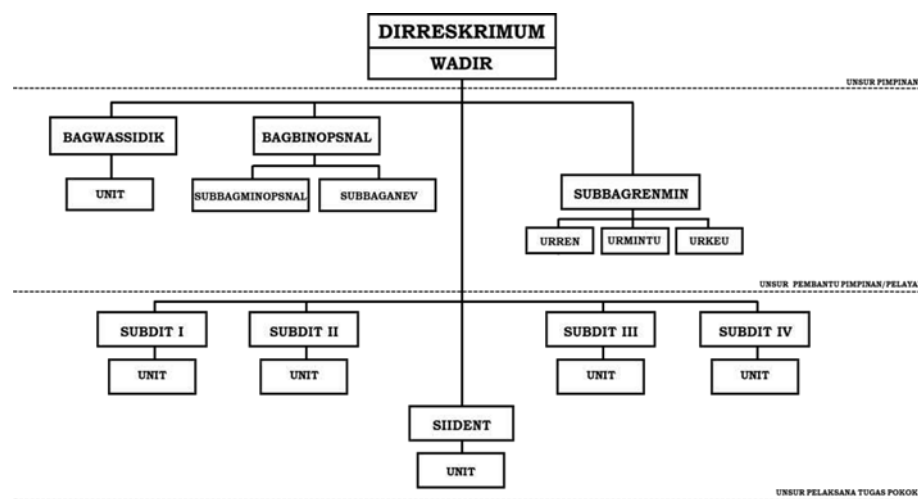 DIRRESKRIMUM
WADIR
UNSUR PIMPINAN
BAGWASSIDIK
BAGBINOPSNAL
UNIT
SUBBAGMINOPSNAL
SUBBAGANEV
SUBBAGRENMIN
URREN
URMINTU
URKEU
UNSUR PEMBANTU PIMPINAN/PELAYA
SUBDIT I
SUBDIT II
SUBDIT III
SUBDIT IV
UNIT
UNIT
UNIT
UNIT
SIIDENT
UNIT
UNSUR PELAKSANA TUGAS POKOK